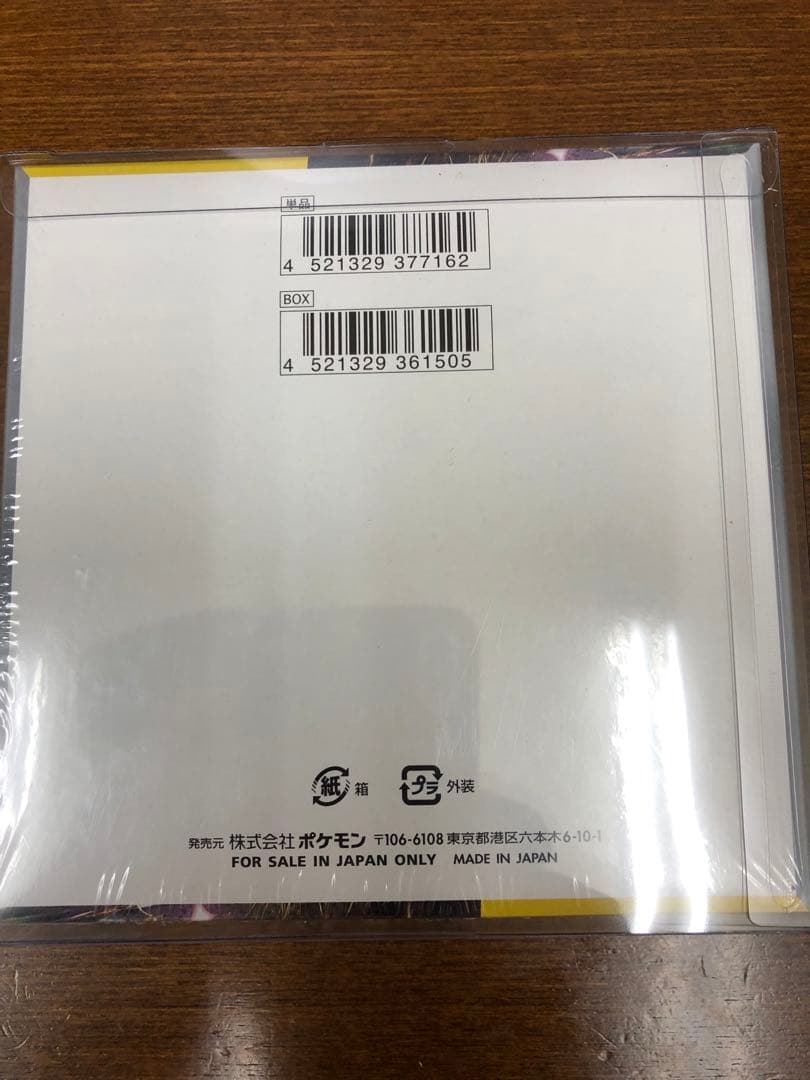 単品
4 521329 377162
BOX
4 521329 361505
紙 箱 プラ 外装
発売元 株式会社 ポケモン 〒106-6108 東京都港区六本木6-10-1
FOR SALE IN JAPAN ONLY MADE IN JAPAN